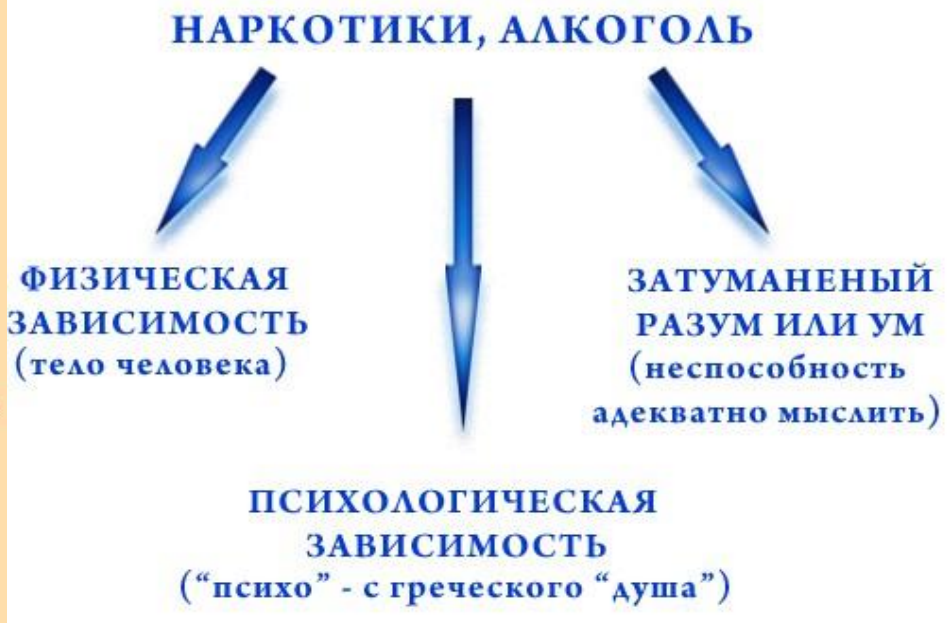 НАРКОТИКИ, АЛКОГОЛЬ
ФИЗИЧЕСКАЯ
ЗАВИСИМОСТЬ
(тело человека)
ЗАТУМАНЕНЫЙ
РАЗУМ ИЛИ УМ
(неспособность
адекватно мыслить)
ПСИХОЛОГИЧЕСКАЯ
ЗАВИСИМОСТЬ
(“психо” - с греческого “душа”)